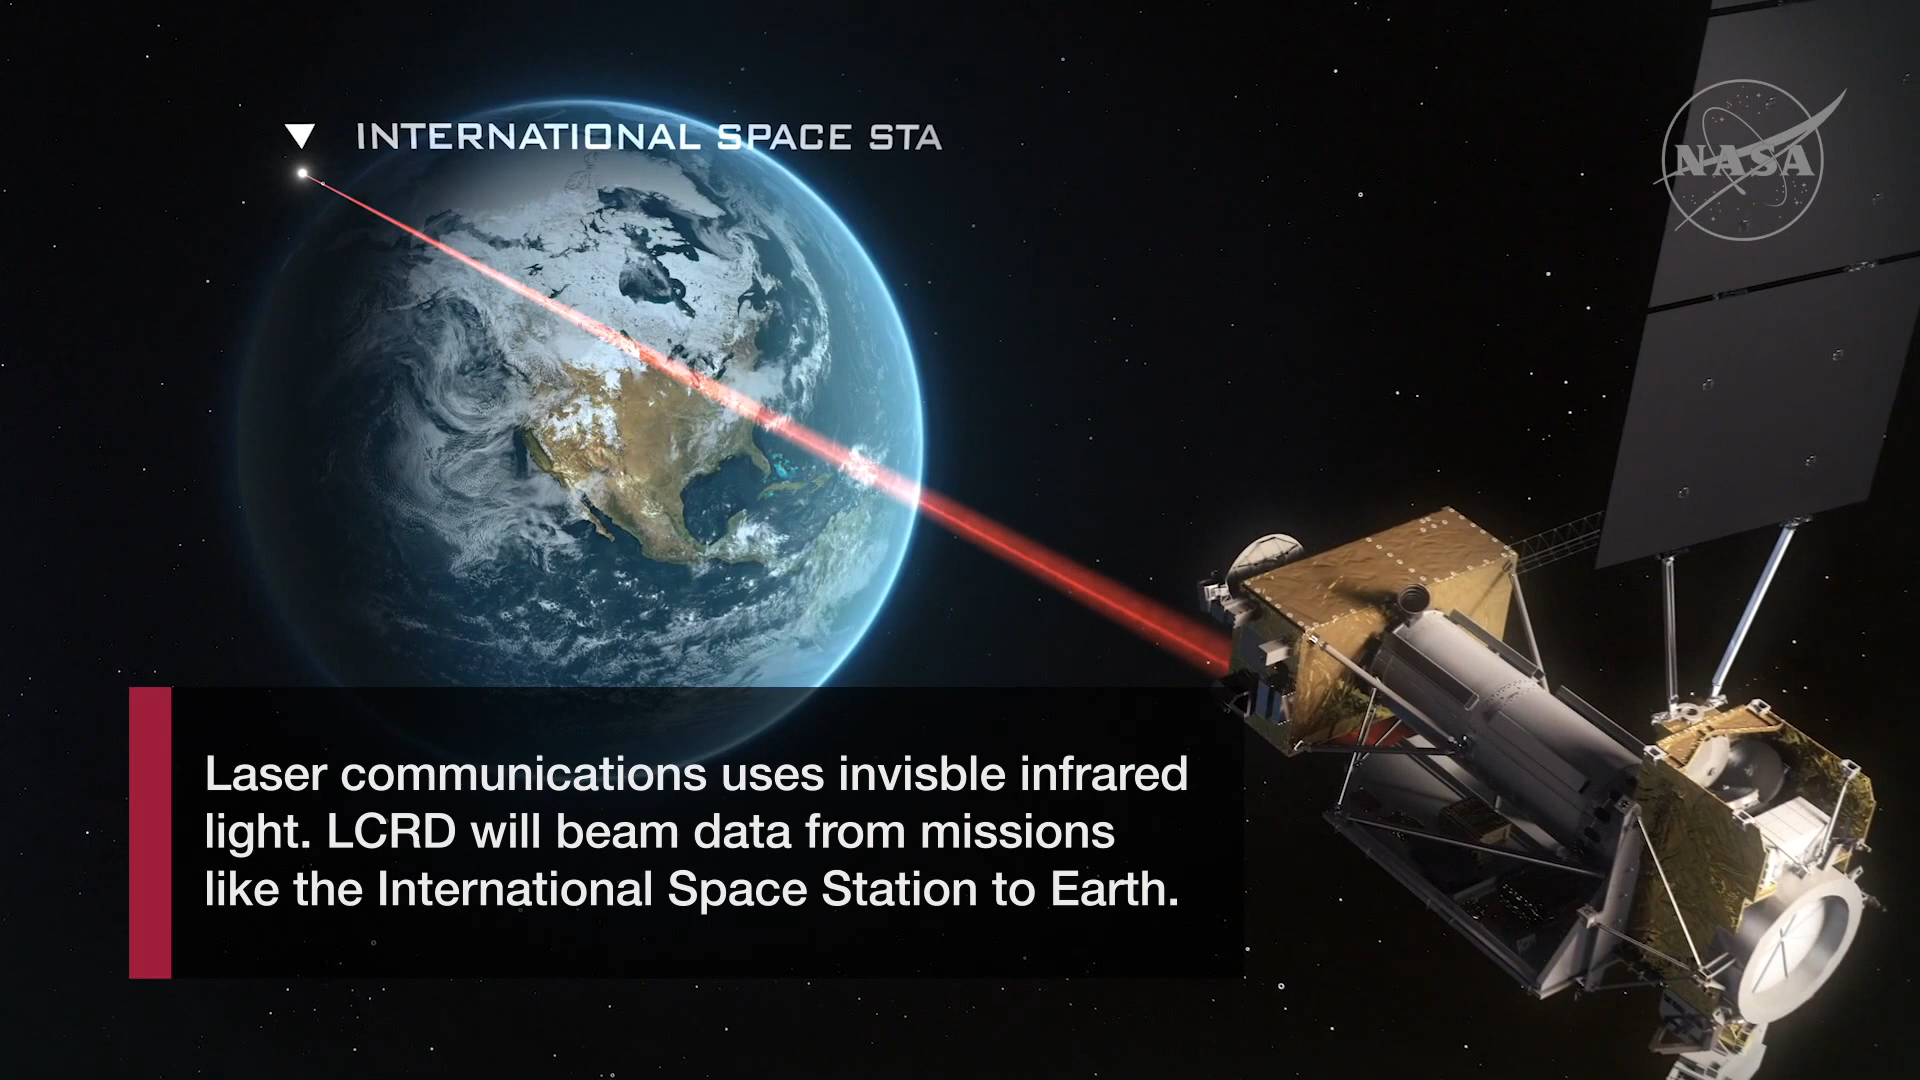 INTERNATIONAL SPACE STA
NASA
Laser communications uses invisble infrared
light. LCRD will beam data from missions
like the International Space Station to Earth.